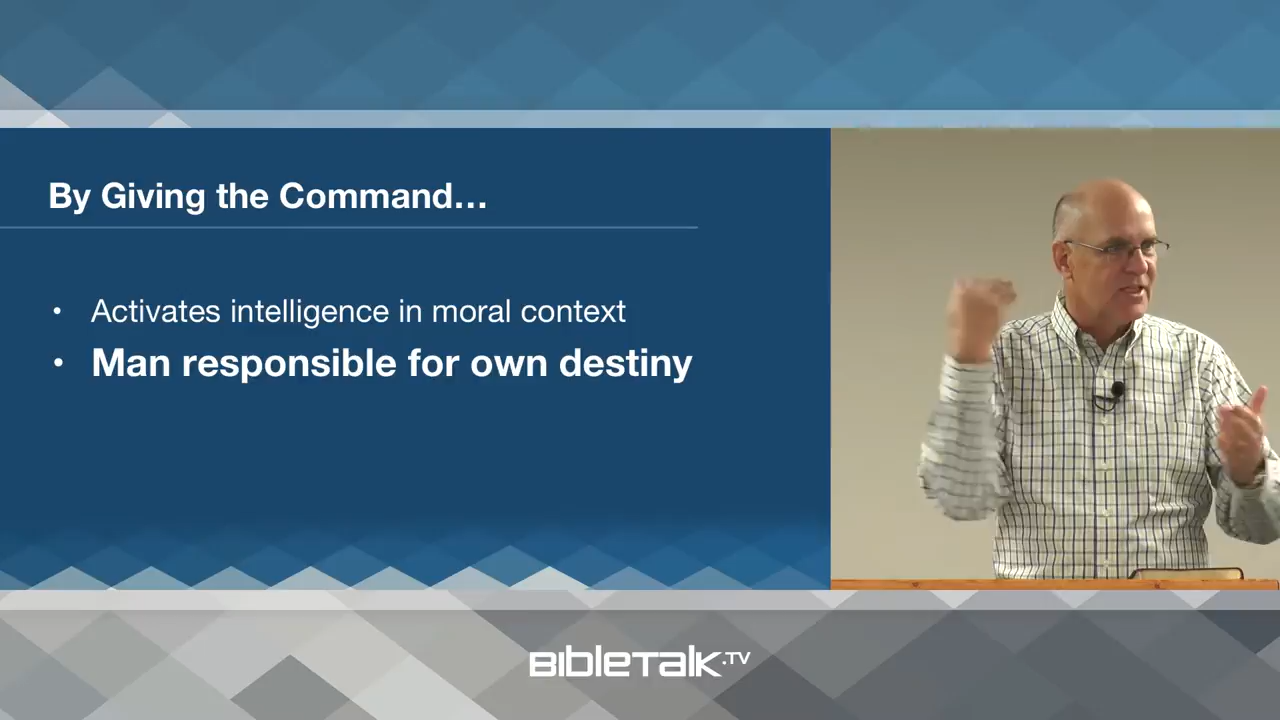 By Giving the Command...
• Activates intelligence in moral context
• Man responsible for own destiny
BIBLETALK.TV